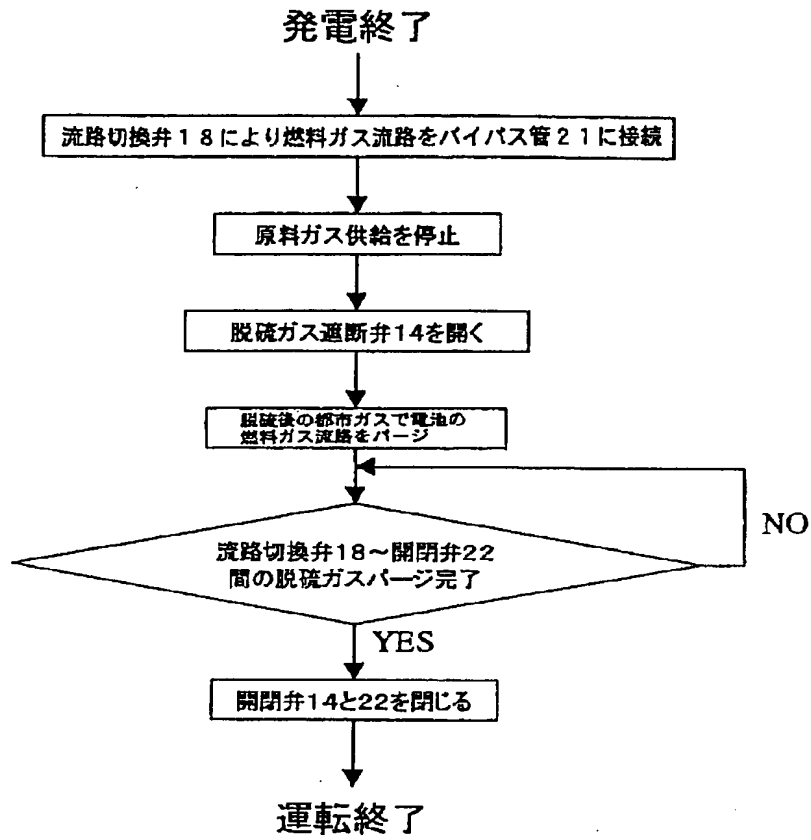 発電終了
流路切換弁18により燃料ガス流路をバイパス管21に接続
原料ガス供給を停止
脱硫ガス遮断弁14を開く
脱硫後の都市ガスで電池の
燃料ガス流路をパージ
NO
流路切換弁18～開閉弁22
間の脱硫ガスパージ完了
YES
開閉弁14と22を閉じる
運転終了